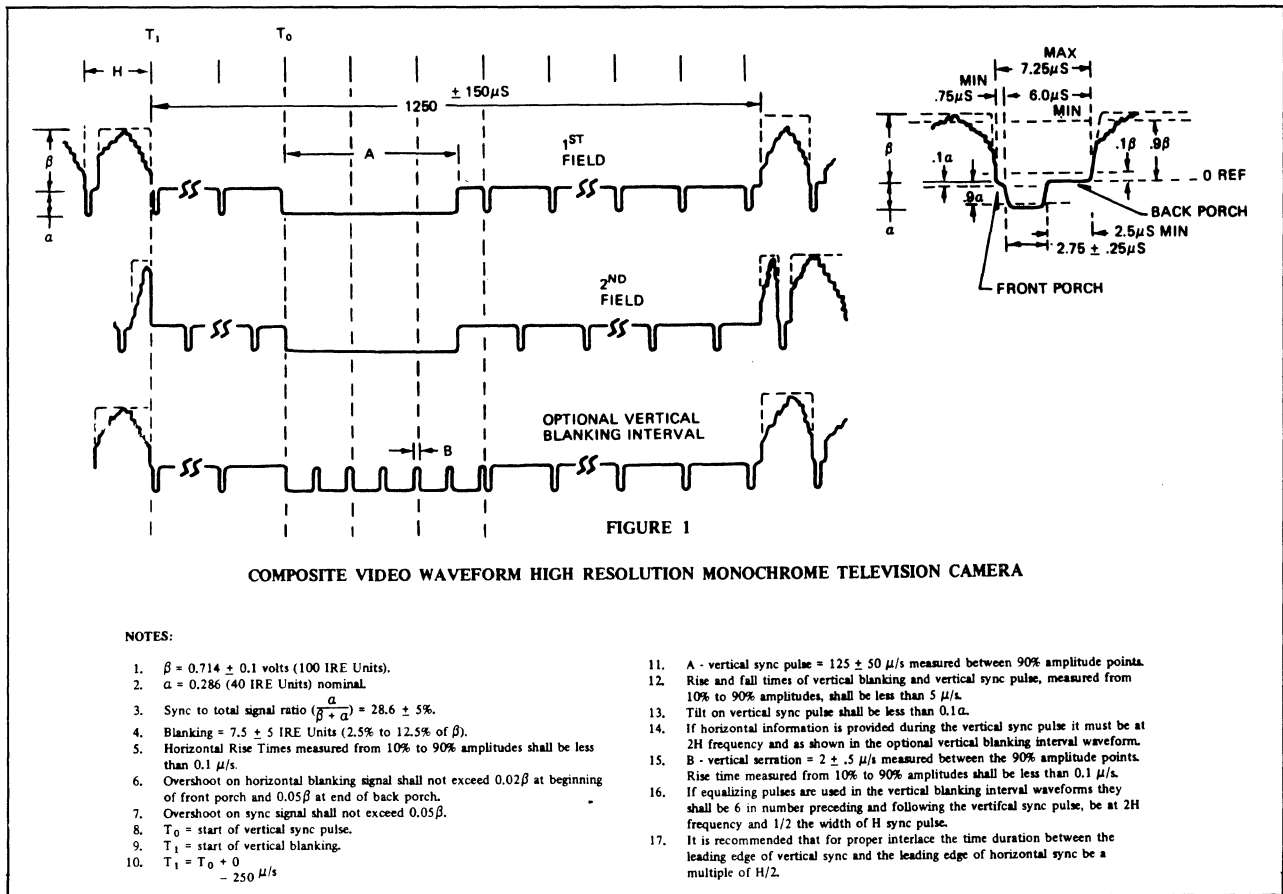 T₁
T₀
H
1250 ± 150μS
β
α
A
1ST
FIELD
2ND
FIELD
OPTIONAL VERTICAL
BLANKING INTERVAL
B
MAX
7.25μS
MIN
.75μS
6.0μS
MIN
β
α
.1α
.9α
.1β
.9β
0 REF
BACK PORCH
2.5μS MIN
2.75 ± .25μS
FRONT PORCH
FIGURE 1
COMPOSITE VIDEO WAVEFORM HIGH RESOLUTION MONOCHROME TELEVISION CAMERA
NOTES:
1. β = 0.714 ± 0.1 volts (100 IRE Units).
2. α = 0.286 (40 IRE Units) nominal.
3. Sync to total signal ratio (α / β + α) = 28.6 ± 5%.
4. Blanking = 7.5 ± 5 IRE Units (2.5% to 12.5% of β).
5. Horizontal Rise Times measured from 10% to 90% amplitudes shall be less
than 0.1 μ/s.
6. Overshoot on horizontal blanking signal shall not exceed 0.02β at beginning
of front porch and 0.05β at end of back porch.
7. Overshoot on sync signal shall not exceed 0.05β.
8. T₀ = start of vertical sync pulse.
9. T₁ = start of vertical blanking.
10. T₁ = T₀ + 0
− 250 μ/s
11. A - vertical sync pulse = 125 ± 50 μ/s measured between 90% amplitude points.
12. Rise and fall times of vertical blanking and vertical sync pulse, measured from
10% to 90% amplitudes, shall be less than 5 μ/s.
13. Tilt on vertical sync pulse shall be less than 0.1α.
14. If horizontal information is provided during the vertical sync pulse it must be at
2H frequency and as shown in the optional vertical blanking interval waveform.
15. B - vertical serration = 2 ± .5 μ/s measured between the 90% amplitude points.
Rise time measured from 10% to 90% amplitudes shall be less than 0.1 μ/s.
16. If equalizing pulses are used in the vertical blanking interval waveforms they
shall be 6 in number preceding and following the vertifcal sync pulse, be at 2H
frequency and 1/2 the width of H sync pulse.
17. It is recommended that for proper interlace the time duration between the
leading edge of vertical sync and the leading edge of horizontal sync be a
multiple of H/2.